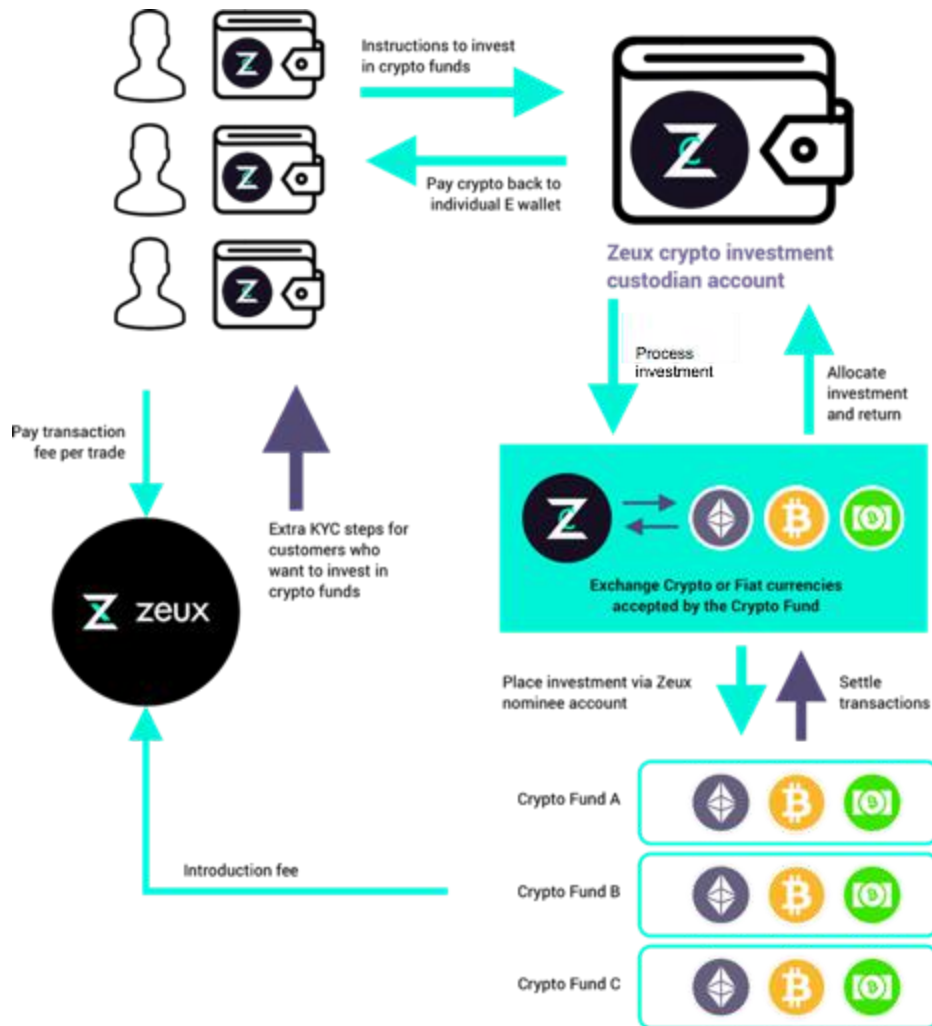 Instructions to invest
in crypto funds
Pay crypto back to
individual E wallet
Zeux crypto investment
custodian account
Process
investment
Allocate
investment
and return
Pay transaction
fee per trade
Extra KYC steps for
customers who
want to invest in
crypto funds
zeux
Exchange Crypto or Fiat currencies
accepted by the Crypto Fund
Place investment via Zeux
nominee account
Settle
transactions
Crypto Fund A
Introduction fee
Crypto Fund B
Crypto Fund C